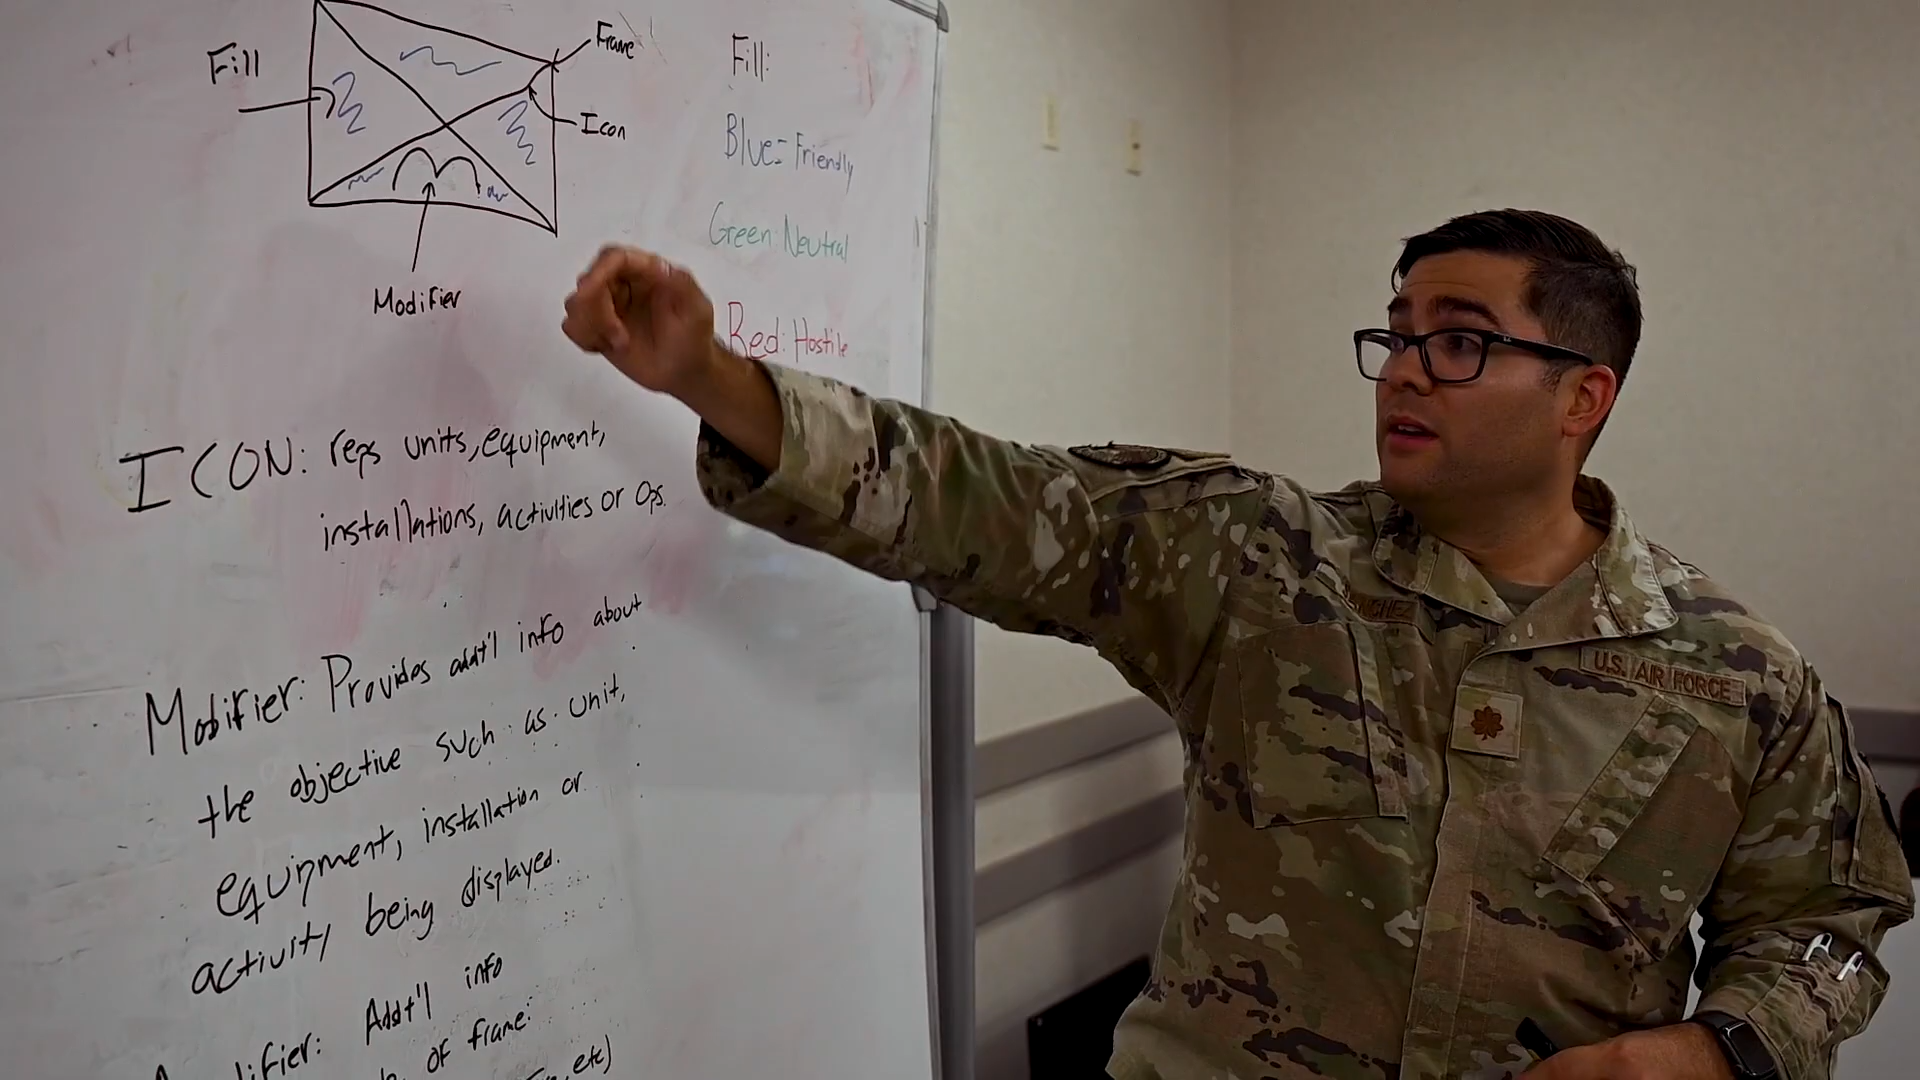 Fill
Frame
Icon
Modifier
Fill:
Blue= Friendly
Green: Neutral
Red: Hostile
ICON: reps units, equipment,
installations, activities or Ops.
Modifier: Provides addt'l info about
the objective such as unit,
equipment, installation or
activity being displayed.
Addt'l info
of frame:
etc)
U.S. AIR FORCE